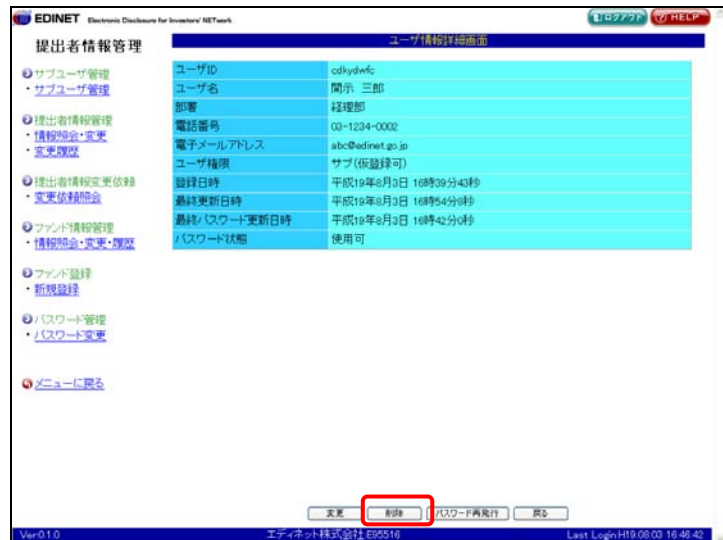 EDINET Electronic Disclosure for Investors' NETwork
ログアウト HELP
提出者情報管理
ユーザ情報詳細画面
サブユーザ管理
・サブユーザ管理
提出者情報管理
・情報照会・変更
・変更履歴
提出者情報変更依頼
・変更依頼照会
ファンド情報管理
・情報照会・変更・履歴
ファンド登録
・新規登録
パスワード管理
・パスワード変更
メニューに戻る
ユーザID cdkydwfc
ユーザ名 開示 三郎
部署 経理部
電話番号 03-1234-0002
電子メールアドレス abc@edinet.go.jp
ユーザ権限 サブ(仮登録可)
登録日時 平成19年8月3日 16時39分43秒
最終更新日時 平成19年8月3日 16時54分8秒
最終パスワード更新日時 平成19年8月3日 16時42分0秒
パスワード状態 使用可
変更 削除 パスワード再発行 戻る
Ver0.1.0 エディネット株式会社 E95516 Last Login:H19.08.03 16:46:42